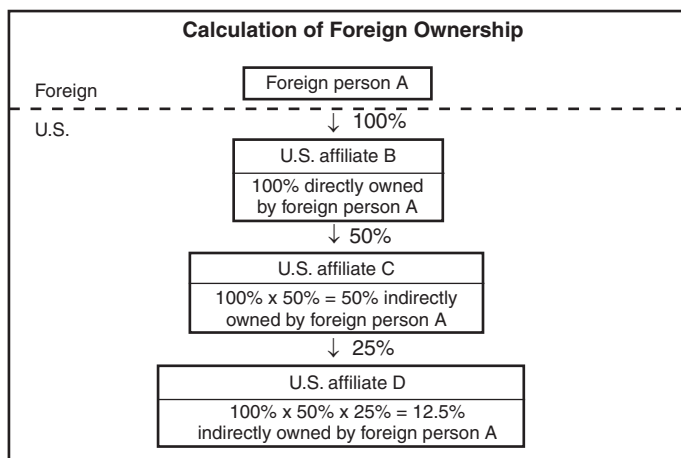 Calculation of Foreign Ownership
Foreign person A
Foreign
U.S.
↓ 100%
U.S. affiliate B
100% directly owned
by foreign person A
↓ 50%
U.S. affiliate C
100% x 50% = 50% indirectly
owned by foreign person A
↓ 25%
U.S. affiliate D
100% x 50% x 25% = 12.5%
indirectly owned by foreign person A